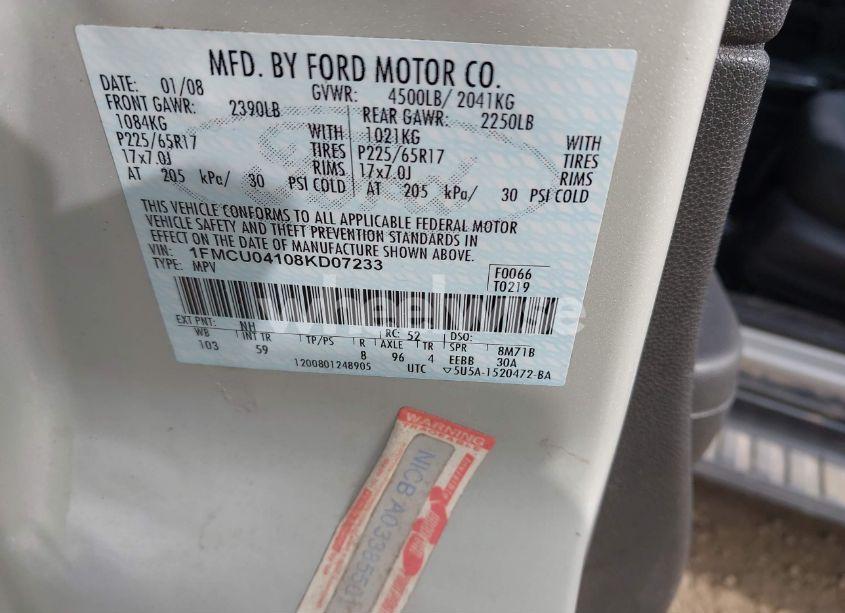 MFD. BY FORD MOTOR CO.
DATE: 01/08 GVWR: 4500LB/ 2041KG
FRONT GAWR: 2390LB REAR GAWR: 2250LB
1084KG WITH 1021KG WITH
P225/65R17 TIRES P225/65R17 TIRES
17x7.0J RIMS 17x7.0J RIMS
AT 205 kPa/ 30 PSI COLD AT 205 kPa/ 30 PSI COLD
THIS VEHICLE CONFORMS TO ALL APPLICABLE FEDERAL MOTOR
VEHICLE SAFETY AND THEFT PREVENTION STANDARDS IN
EFFECT ON THE DATE OF MANUFACTURE SHOWN ABOVE.
VIN: 1FMCU04108KD07233
TYPE: MPV
F0066
T0219
EXT PNT: NH RC: 52 DSO:
WB INT TR TP/PS R AXLE TR SPR 8M71B
103 59 8 96 4 EEBB 30A
1200801248905 UTC ▽5U5A-1520472-BA
WARNING
NICB A0338550